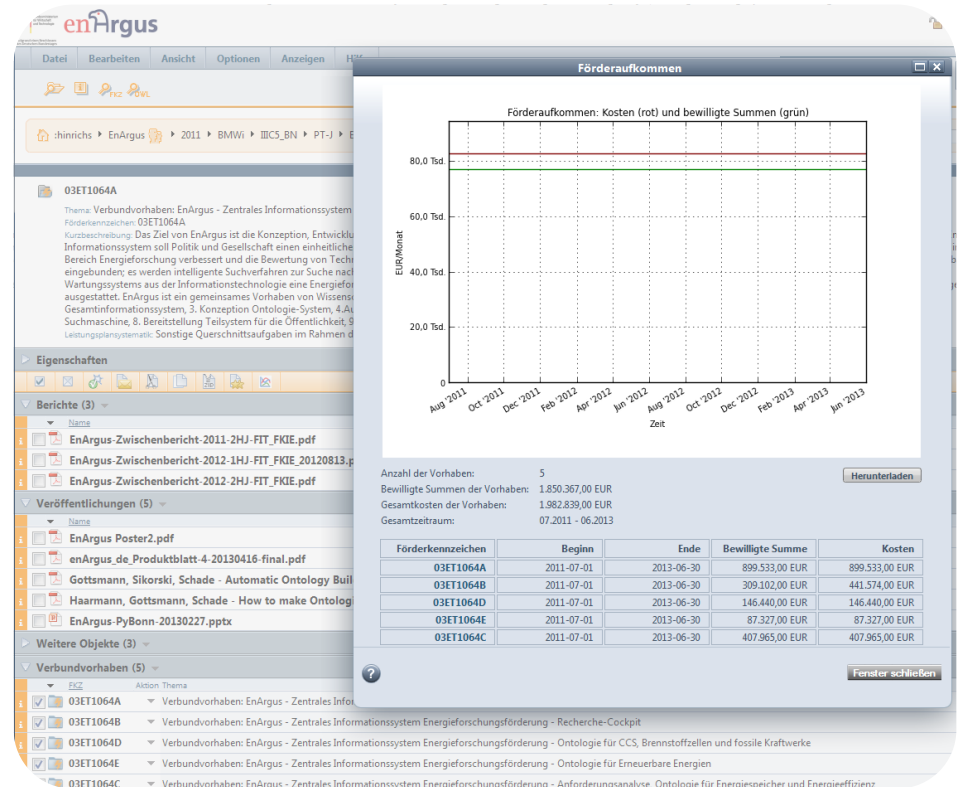 enArgus
Datei Bearbeiten Ansicht Optionen Anzeigen
FKZ OWL
:hinrichs EnArgus 2011 BMWi IIIC5_BN PT-J
03ET1064A
Thema: Verbundvorhaben: EnArgus - Zentrales Informationssystem
Förderkennzeichen: 03ET1064A
Kurzbeschreibung: Das Ziel von EnArgus ist die Konzeption,
Informationssystem soll Politik und Gesellschaft einen einheitliche
Bereich Energieforschung verbessert und die Bewertung von
eingebunden; es werden intelligente Suchverfahren zur Suche
Wartungssystems aus der Informationstechnologie eine
ausgestattet. EnArgus ist ein gemeinsames Vorhaben von
Gesamtinformationssystem, 3. Konzeption Ontologie-System,
Suchmaschine, 8. Bereitstellung Teilsystem für die Öffentlichkeit,
Leistungsplansystematik: Sonstige Querschnittsaufgaben im Rahmen
Eigenschaften
Berichte (3)
Name
EnArgus-Zwischenbericht-2011-2HJ-FIT_FKIE.pdf
EnArgus-Zwischenbericht-2012-1HJ-FIT_FKIE_20120813.p
EnArgus-Zwischenbericht-2012-2HJ-FIT_FKIE.pdf
Veröffentlichungen (5)
Name
EnArgus Poster2.pdf
enArgus_de_Produktblatt-4-20130416-final.pdf
Gottsmann, Sikorski, Schade - Automatic Ontology
Haarmann, Gottsmann, Schade - How to make
EnArgus-PyBonn-20130227.pptx
Weitere Objekte (3)
Verbundvorhaben (5)
FKZ Aktion Thema
03ET1064A Verbundvorhaben: EnArgus - Zentrales
03ET1064B Verbundvorhaben: EnArgus - Zentrales Informationssystem Energieforschungsförderung - Recherche-Cockpit
03ET1064D Verbundvorhaben: EnArgus - Zentrales Informationssystem Energieforschungsförderung - Ontologie für CCS, Brennstoffzellen und fossile Kraftwerke
03ET1064E Verbundvorhaben: EnArgus - Zentrales Informationssystem Energieforschungsförderung - Ontologie für Erneuerbare Energien
03ET1064C Verbundvorhaben: EnArgus - Zentrales Informationssystem Energieforschungsförderung - Anforderungsanalyse, Ontologie für Energiespeicher und Energieeffizienz
Förderaufkommen
Förderaufkommen: Kosten (rot) und bewilligte Summen (grün)
EUR/Monat
80,0 Tsd.
60,0 Tsd.
40,0 Tsd.
20,0 Tsd.
0
Aug '2011 Oct '2011 Dec '2011 Feb '2012 Apr '2012 Jun '2012 Aug '2012 Oct '2012 Dec '2012 Feb '2013 Apr '2013 Jun '2013
Zeit
Anzahl der Vorhaben: 5
Herunterladen
Bewilligte Summen der Vorhaben: 1.850.367,00 EUR
Gesamtkosten der Vorhaben: 1.982.839,00 EUR
Gesamtzeitraum: 07.2011 - 06.2013
Förderkennzeichen Beginn Ende Bewilligte Summe Kosten
03ET1064A 2011-07-01 2013-06-30 899.533,00 EUR 899.533,00 EUR
03ET1064B 2011-07-01 2013-06-30 309.102,00 EUR 441.574,00 EUR
03ET1064D 2011-07-01 2013-06-30 146.440,00 EUR 146.440,00 EUR
03ET1064E 2011-07-01 2013-06-30 87.327,00 EUR 87.327,00 EUR
03ET1064C 2011-07-01 2013-06-30 407.965,00 EUR 407.965,00 EUR
Fenster schließen